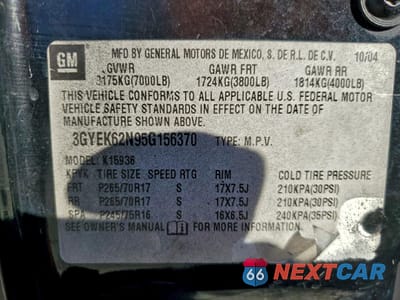 GM
MFD BY GENERAL MOTORS DE MEXICO, S. DE R.L. DE C.V. 10/04
GVWR GAWR FRT GAWR RR
3175KG(7000LB) 1724KG(3800LB) 1814KG(4000LB)
THIS VEHICLE CONFORMS TO ALL APPLICABLE U.S. FEDERAL MOTOR
VEHICLE SAFETY STANDARDS IN EFFECT ON THE DATE OF
MANUFACTURE SHOWN ABOVE.
3GYEK62N95G156370 TYPE: M.P.V.
MODEL: K15936
KPYK TIRE SIZE SPEED RTG RIM COLD TIRE PRESSURE
FRT P265/70R17 S 17X7.5J 210KPA(30PSI)
RR P265/70R17 S 17X7.5J 210KPA(30PSI)
SPA P245/75R16 S 16X6.5J 240KPA(35PSI)
SEE OWNER'S MANUAL FOR MORE INFORMATION.
66 NEXTCAR